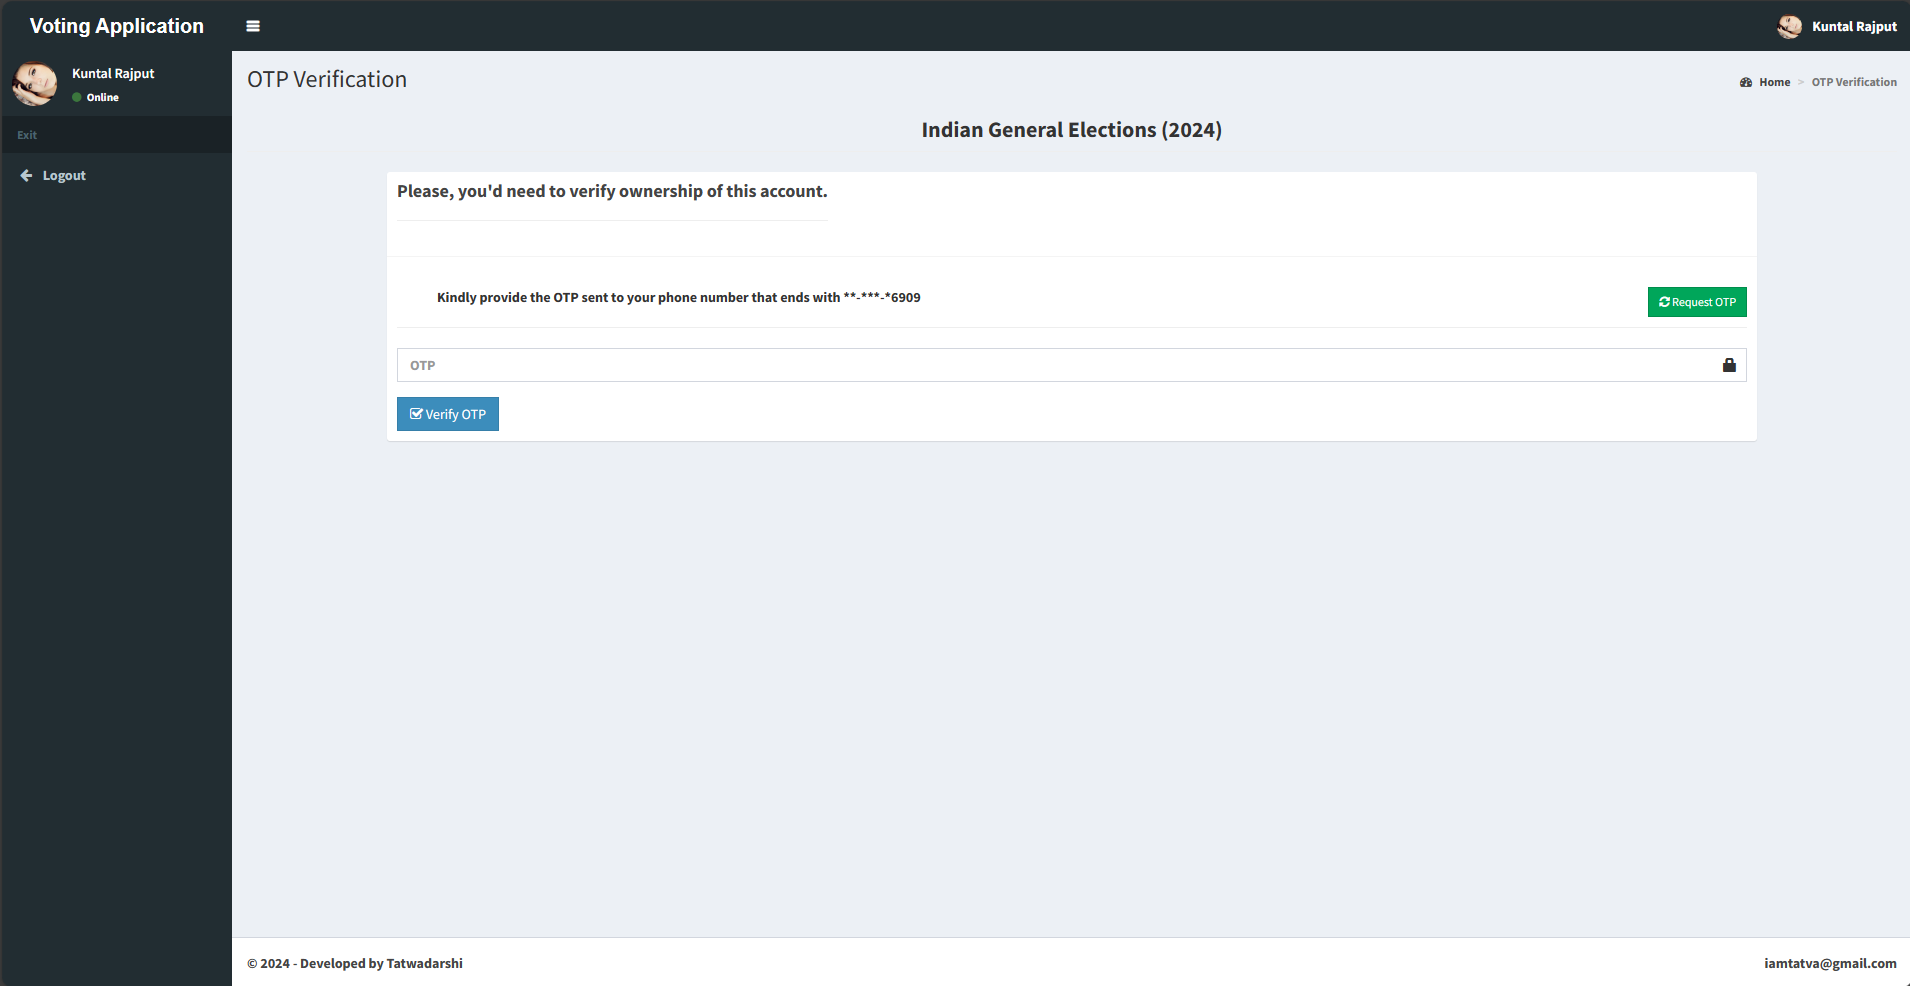 Voting Application
Kuntal Rajput
Kuntal Rajput
Online
Exit
Logout
OTP Verification
Home > OTP Verification
Indian General Elections (2024)
Please, you'd need to verify ownership of this account.
Kindly provide the OTP sent to your phone number that ends with **-***-*6909
Request OTP
OTP
Verify OTP
© 2024 - Developed by Tatwadarshi
iamtatva@gmail.com